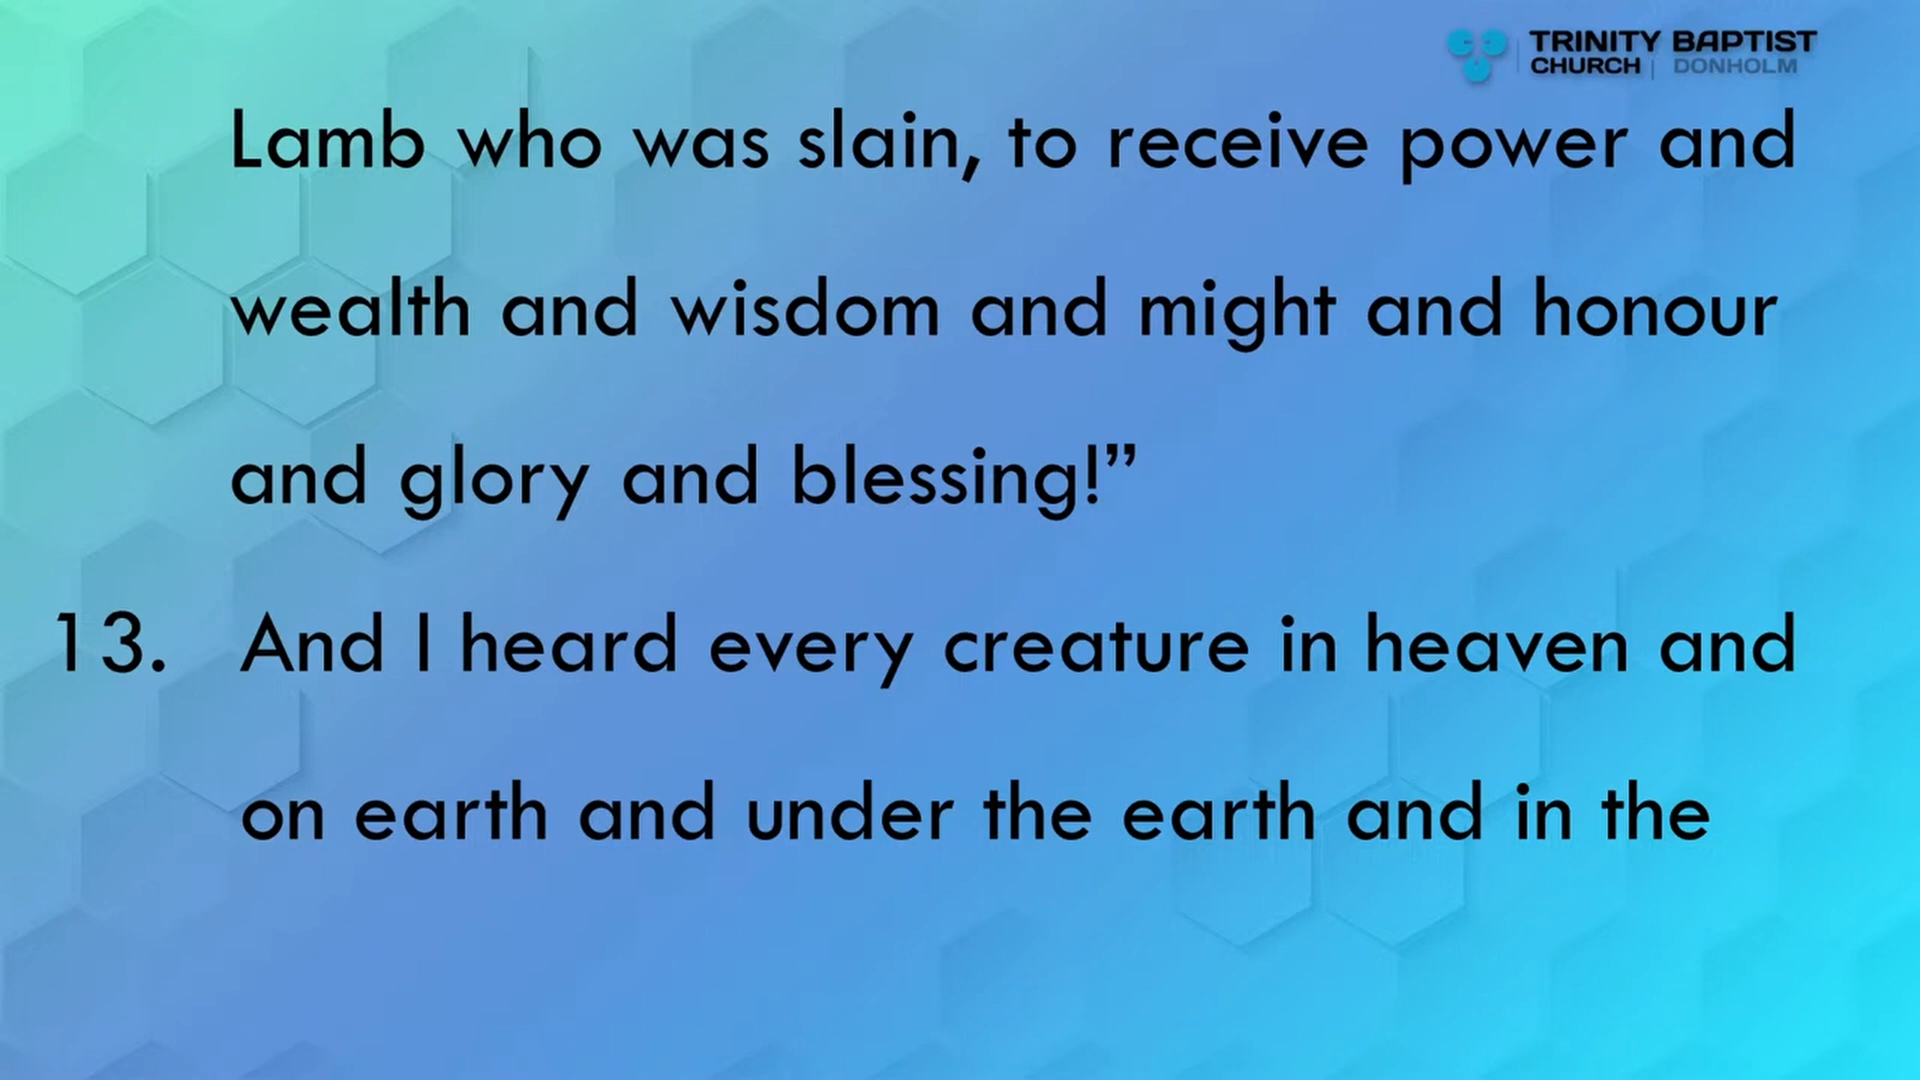 TRINITY BAPTIST
CHURCH | DONHOLM
Lamb who was slain, to receive power and
wealth and wisdom and might and honour
and glory and blessing!”
13. And I heard every creature in heaven and
on earth and under the earth and in the